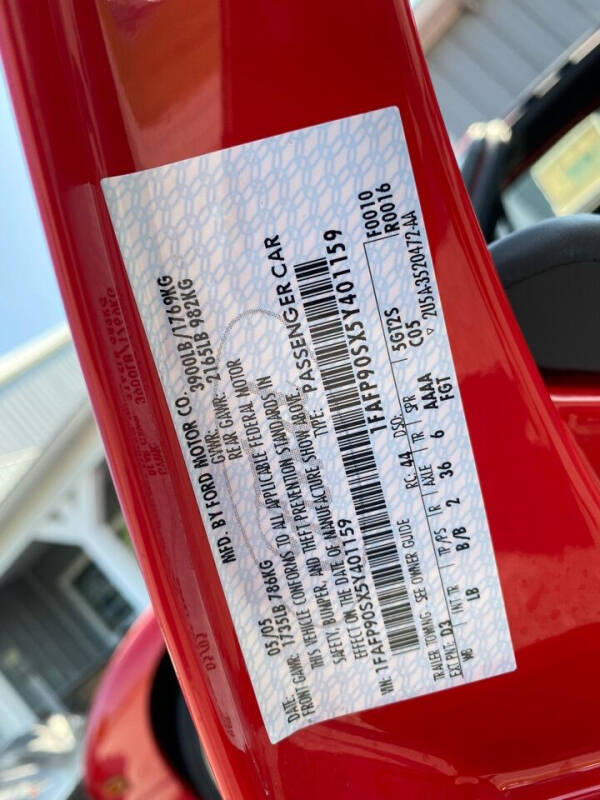 MFD. BY FORD MOTOR CO.
DATE: 05/05 GVWR: 3900LB/1769KG
FRONT GAWR: 1735LB 786KG REAR GAWR: 2165LB 982KG
THIS VEHICLE CONFORMS TO ALL APPLICABLE FEDERAL MOTOR
SAFETY, BUMPER, AND THEFT PREVENTION STANDARDS IN
EFFECT ON THE DATE OF MANUFACTURE SHOWN ABOVE.
VIN: 1FAFP90SX5Y401159 TYPE: PASSENGER CAR
1FAFP90SX5Y401159
F0010
R0016
TRAILER TOWING - SEE OWNER GUIDE RC: 44 DSO:
EXT PNT: D3 5GT2S
C05
WB INT TR TP/PS R AXLE TR SPR
LB B/B 2 36 6 AAAA
FGT
2U5A-3520472-AA